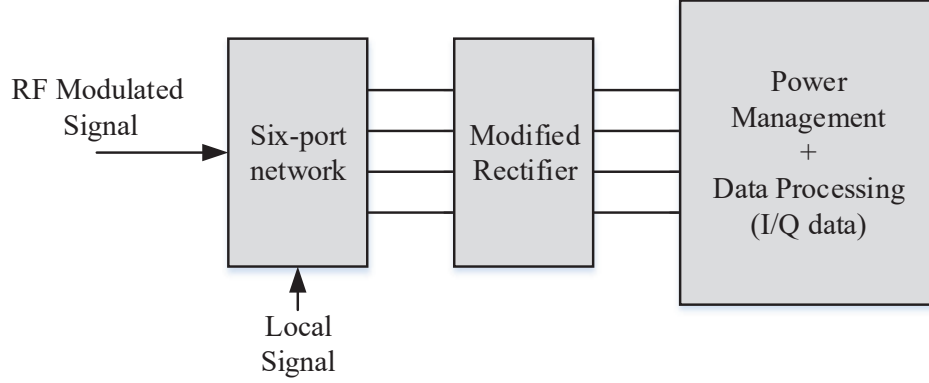 RF Modulated
Signal
Six-port
network
Local
Signal
Modified
Rectifier
Power
Management
+
Data Processing
(I/Q data)